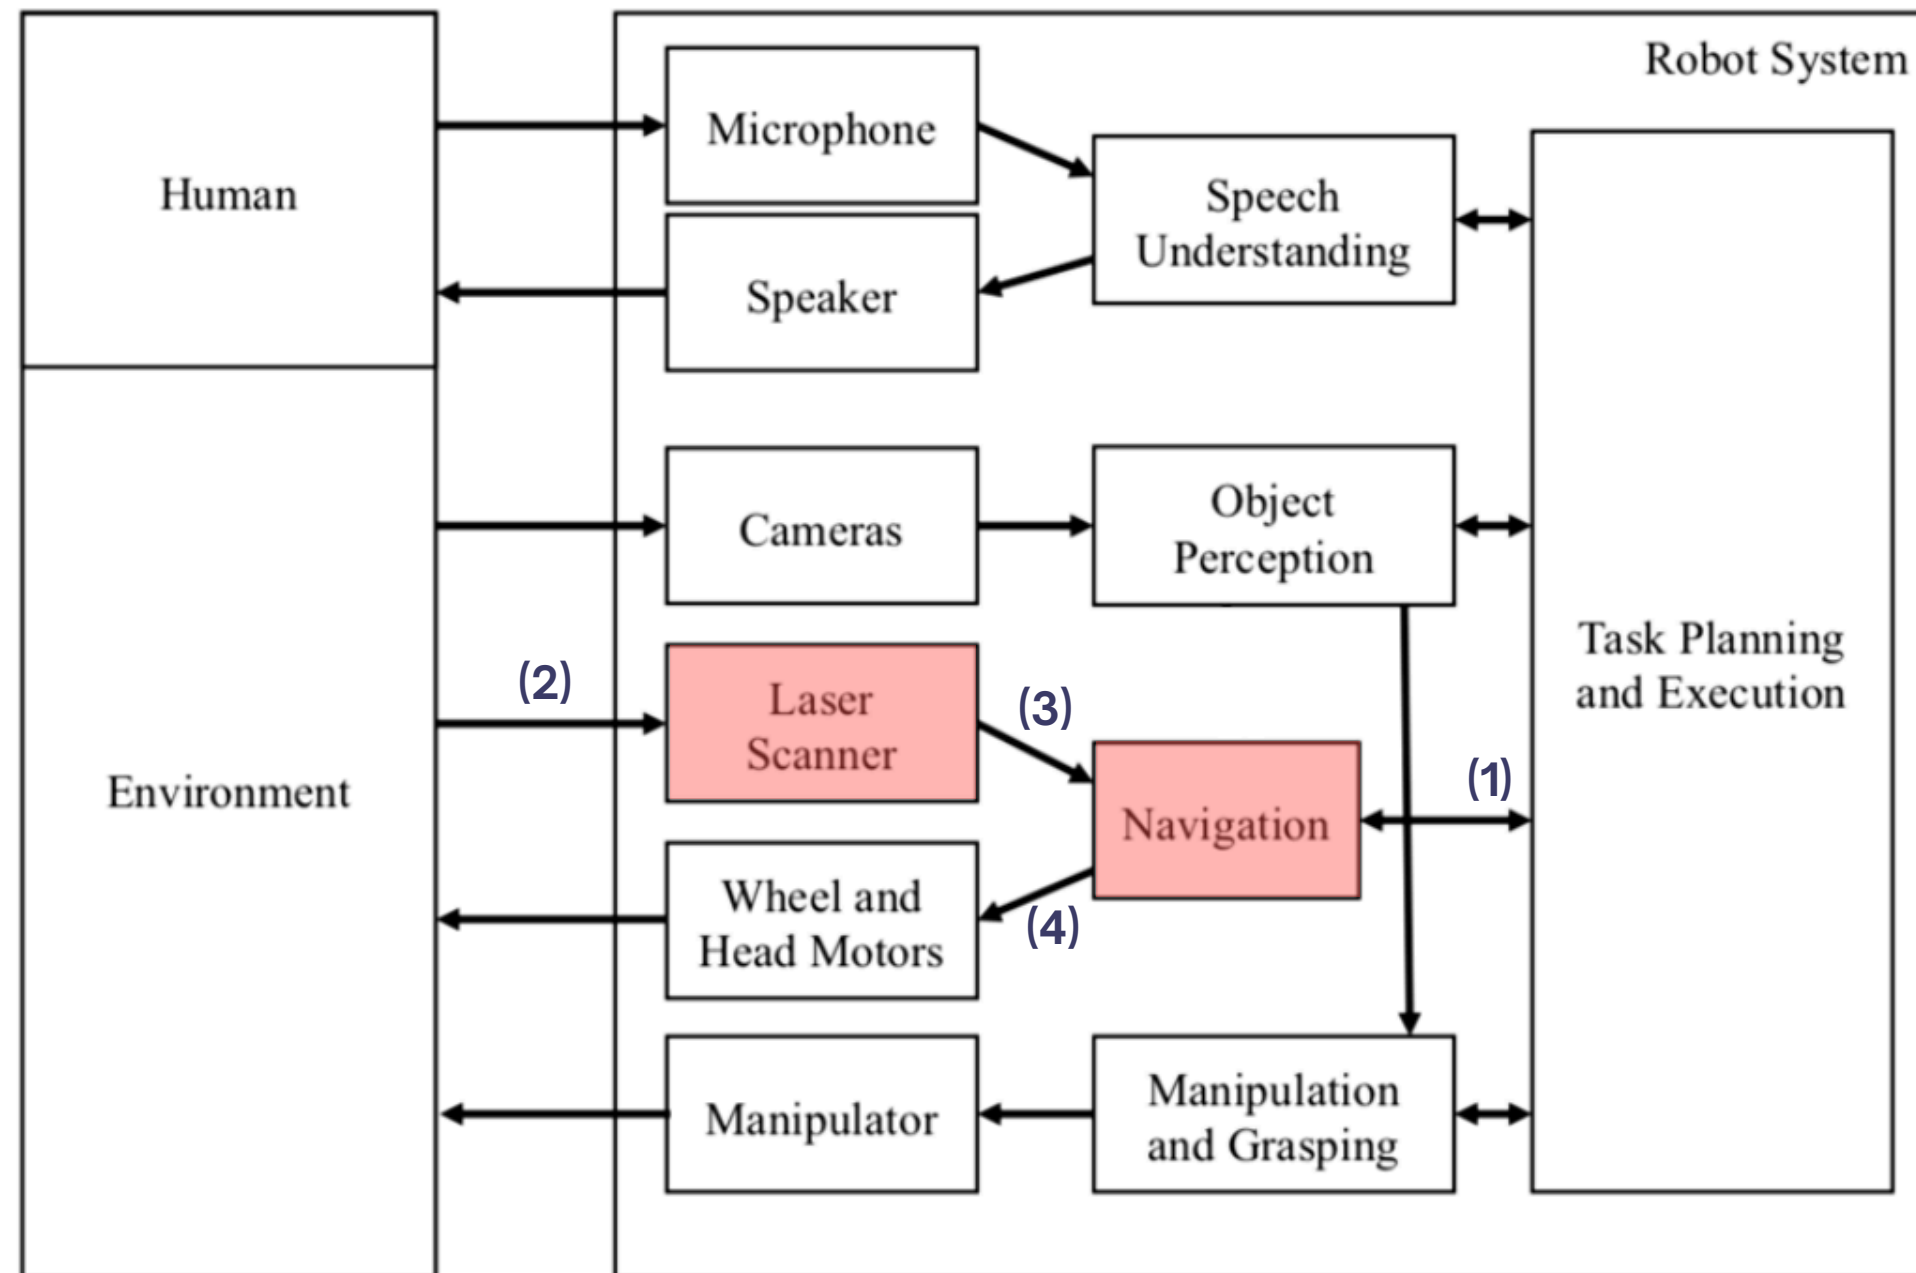 Robot System
Human
Microphone
Speaker
Speech
Understanding
Environment
Cameras
Object
Perception
(2)
Laser
Scanner
(3)
Navigation
(1)
Wheel and
Head Motors
(4)
Manipulator
Manipulation
and Grasping
Task Planning
and Execution